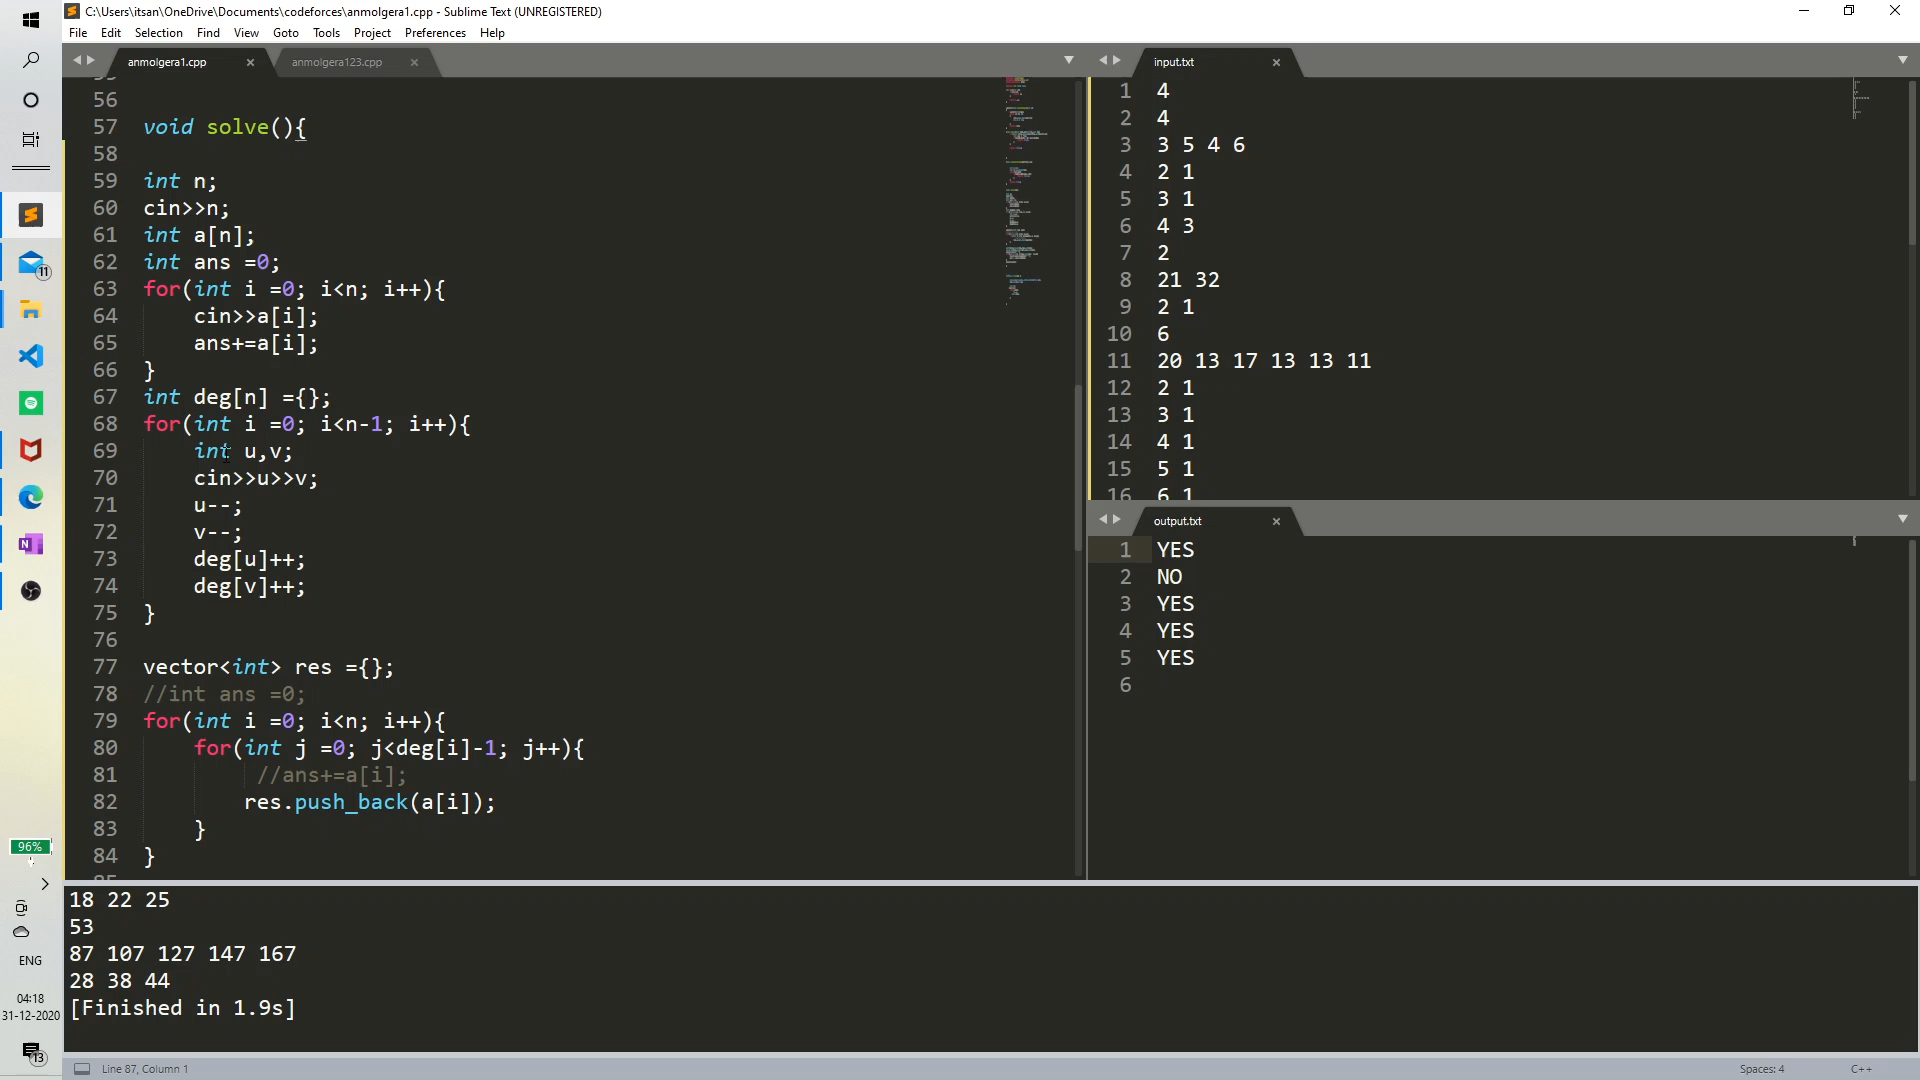 C:\Users\itsan\OneDrive\Documents\codeforces\anmolgera1.cpp - Sublime Text (UNREGISTERED)
File Edit Selection Find View Goto Tools Project Preferences Help
anmolgera1.cpp
anmolgera123.cpp
56
57 void solve(){
58
59 int n;
60 cin>>n;
61 int a[n];
62 int ans =0;
63 for(int i =0; i<n; i++){
64 cin>>a[i];
65 ans+=a[i];
66 }
67 int deg[n] ={};
68 for(int i =0; i<n-1; i++){
69 int u,v;
70 cin>>u>>v;
71 u--;
72 v--;
73 deg[u]++;
74 deg[v]++;
75 }
76
77 vector<int> res ={};
78 //int ans =0;
79 for(int i =0; i<n; i++){
80 for(int j =0; j<deg[i]-1; j++){
81 //ans+=a[i];
82 res.push_back(a[i]);
83 }
84 }
input.txt
1 4
2 4
3 3 5 4 6
4 2 1
5 3 1
6 4 3
7 2
8 21 32
9 2 1
10 6
11 20 13 17 13 13 11
12 2 1
13 3 1
14 4 1
15 5 1
16 6 1
output.txt
1 YES
2 NO
3 YES
4 YES
5 YES
6
18 22 25
53
87 107 127 147 167
28 38 44
[Finished in 1.9s]
Line 87, Column 1
Spaces: 4
C++
11
N
96%
ENG
04:18
31-12-2020
13